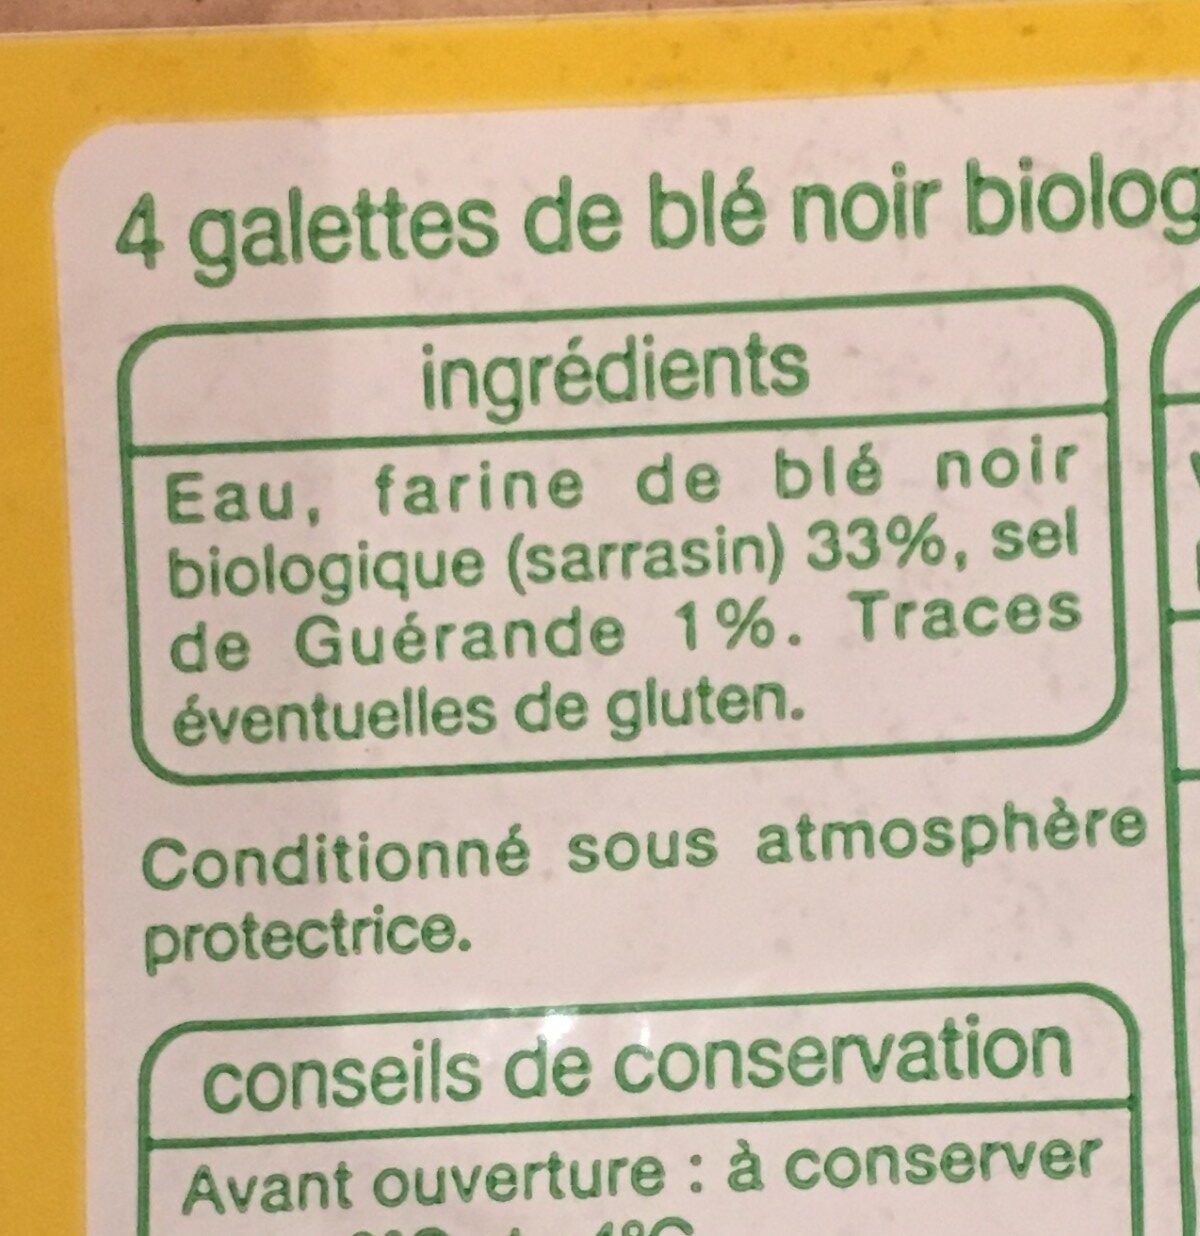 4 galettes de blé noir
ingrédients
Eau, farine de blé noir
biologique (sarrasin) 33%, sel
de Guérande 1%. Traces
éventuelles de gluten.
Conditionné sous atmosphère
protectrice.
conseils de conservation
Avant ouverture : à conserver